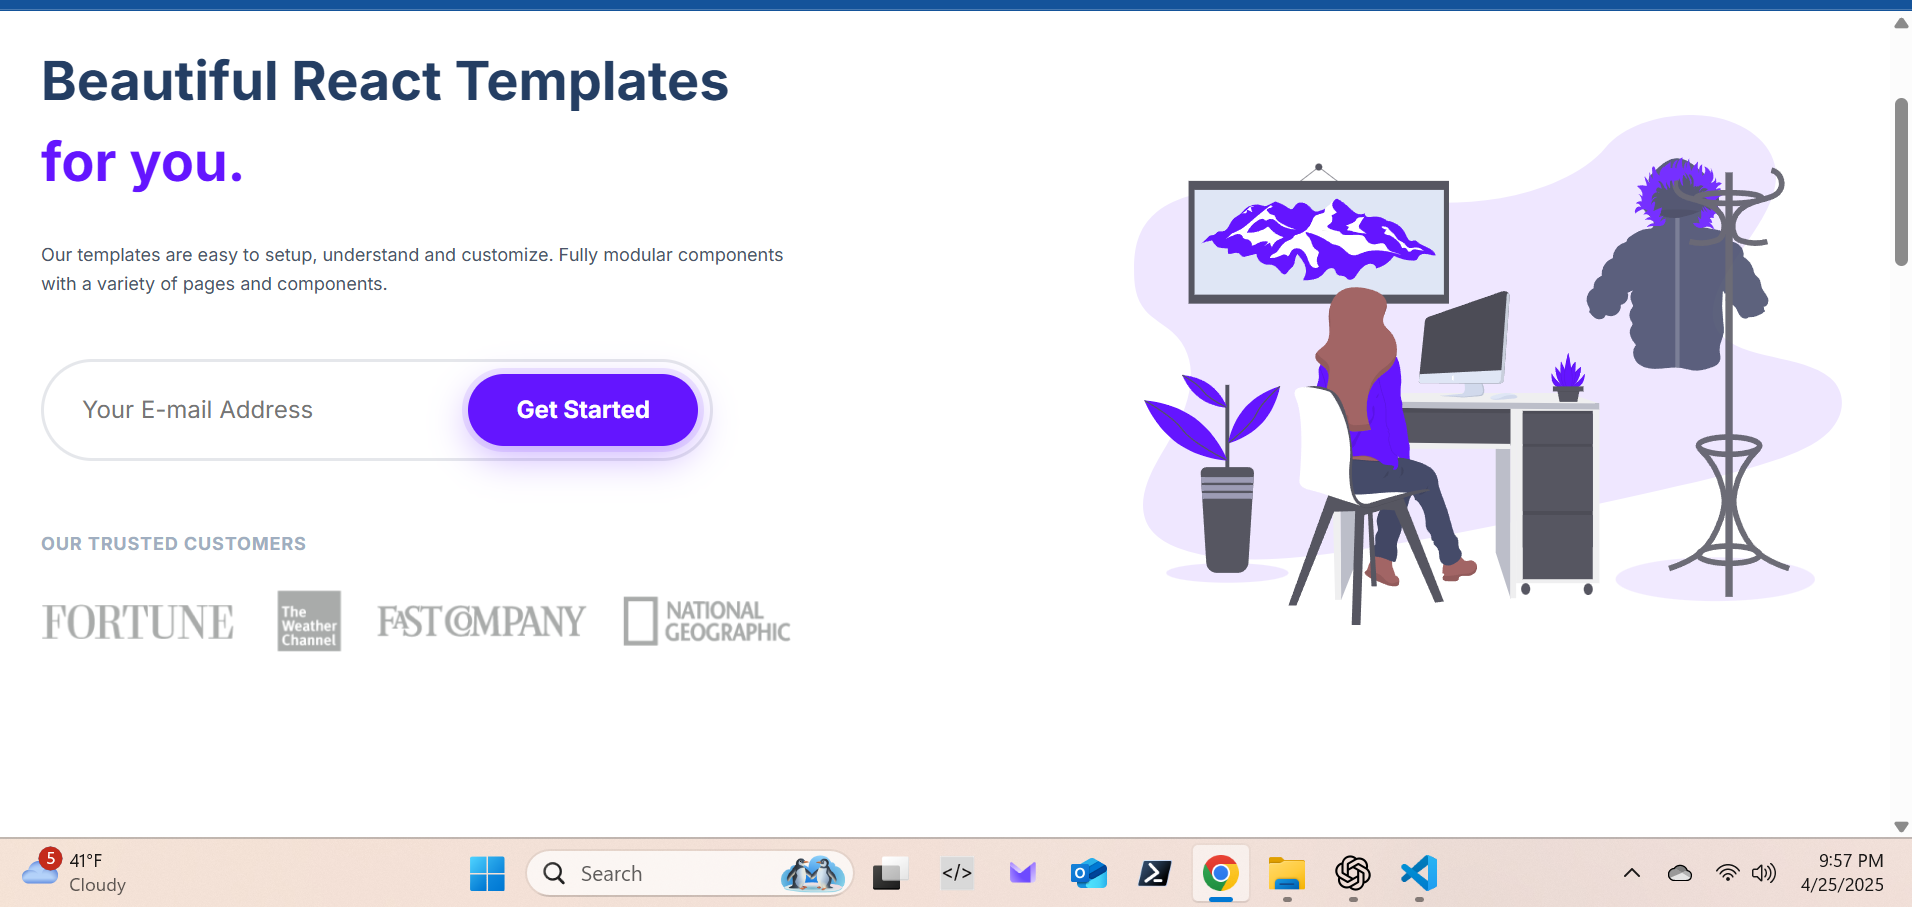 Beautiful React Templates
for you.
Our templates are easy to setup, understand and customize. Fully modular components
with a variety of pages and components.
Your E-mail Address
Get Started
OUR TRUSTED CUSTOMERS
FORTUNE
The
Weather
Channel
FAST COMPANY
NATIONAL
GEOGRAPHIC
5
41°F
Cloudy
Search
</>
O
9:57 PM
4/25/2025